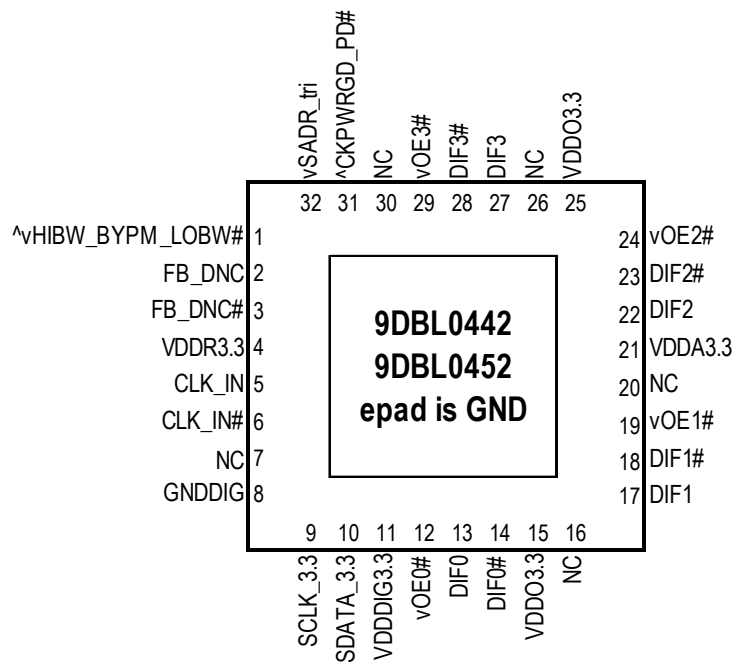 vSADR_tri
^CKPWRGD_PD#
NC
vOE3#
DIF3#
DIF3
NC
VDDO3.3
32 31 30 29 28 27 26 25
^vHIBW_BYPM_LOBW# 1
FB_DNC 2
FB_DNC# 3
VDDR3.3 4
CLK_IN 5
CLK_IN# 6
NC 7
GNDDIG 8
9DBL0442
9DBL0452
epad is GND
24 vOE2#
23 DIF2#
22 DIF2
21 VDDA3.3
20 NC
19 vOE1#
18 DIF1#
17 DIF1
9 10 11 12 13 14 15 16
SCLK_3.3
SDATA_3.3
VDDDIG3.3
vOE0#
DIF0
DIF0#
VDDO3.3
NC